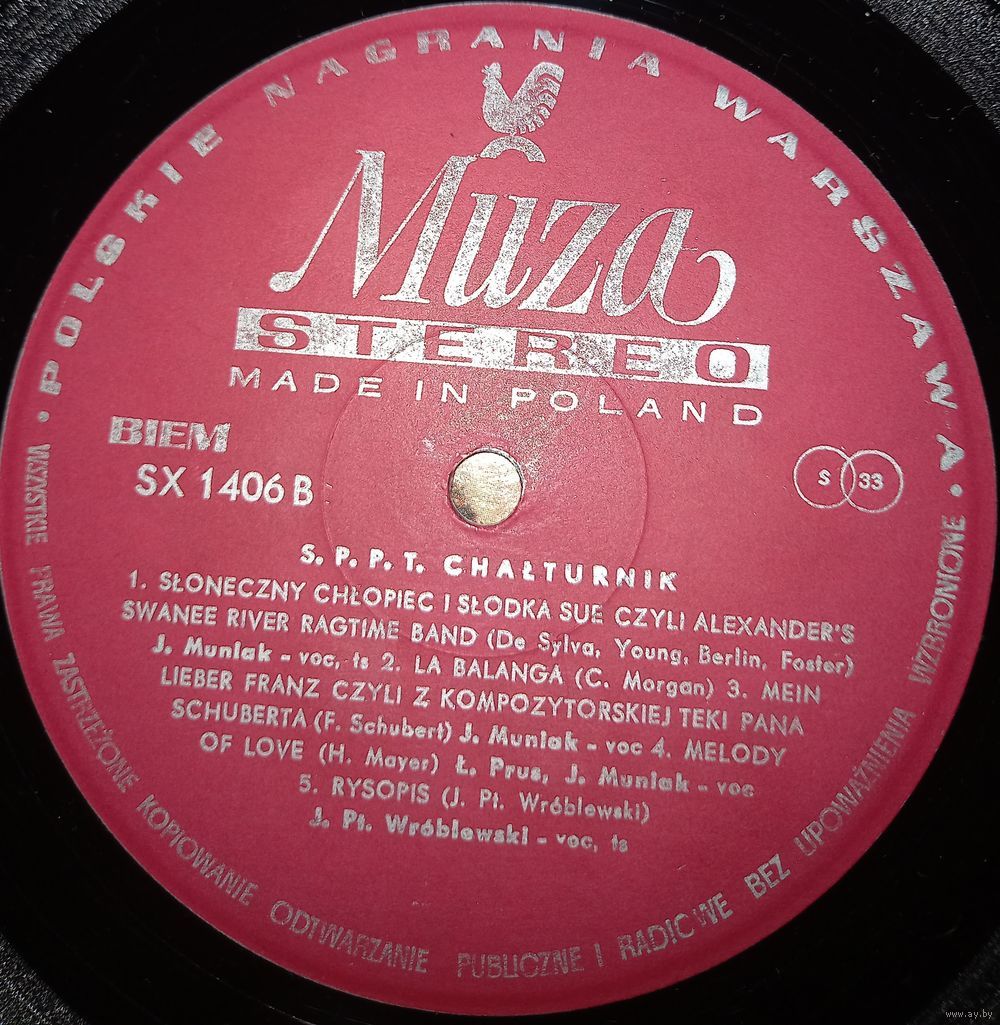 POLSKIE NAGRANIA WARSZAWA
Muza
STEREO
MADE IN POLAND
BIEM
SX 1406 B
S 33
S. P. P. T. CHAŁTURNIK
1. SŁONECZNY CHŁOPIEC I SŁODKA SUE CZYLI ALEXANDER'S
SWANEE RIVER RAGTIME BAND (De Sylva, Young, Berlin, Foster)
J. Muniak - voc, ts 2. LA BALANGA (C. Morgan) 3. MEIN
LIEBER FRANZ CZYLI Z KOMPOZYTORSKIEJ TEKI PANA
SCHUBERTA (F. Schubert) J. Muniak - voc 4. MELODY
OF LOVE (H. Mayer) Ł. Prus, J. Muniak - voc
5. RYSOPIS (J. Pt. Wróblewski)
J. Pt. Wróblewski - voc, ts
• WSZYSTKIE PRAWA ZASTRZEŻONE KOPIOWANIE ODTWARZANIE PUBLICZNE I RADIOWE BEZ UPOWAŻNIENIA WZBRONIONE •
www.ay.by